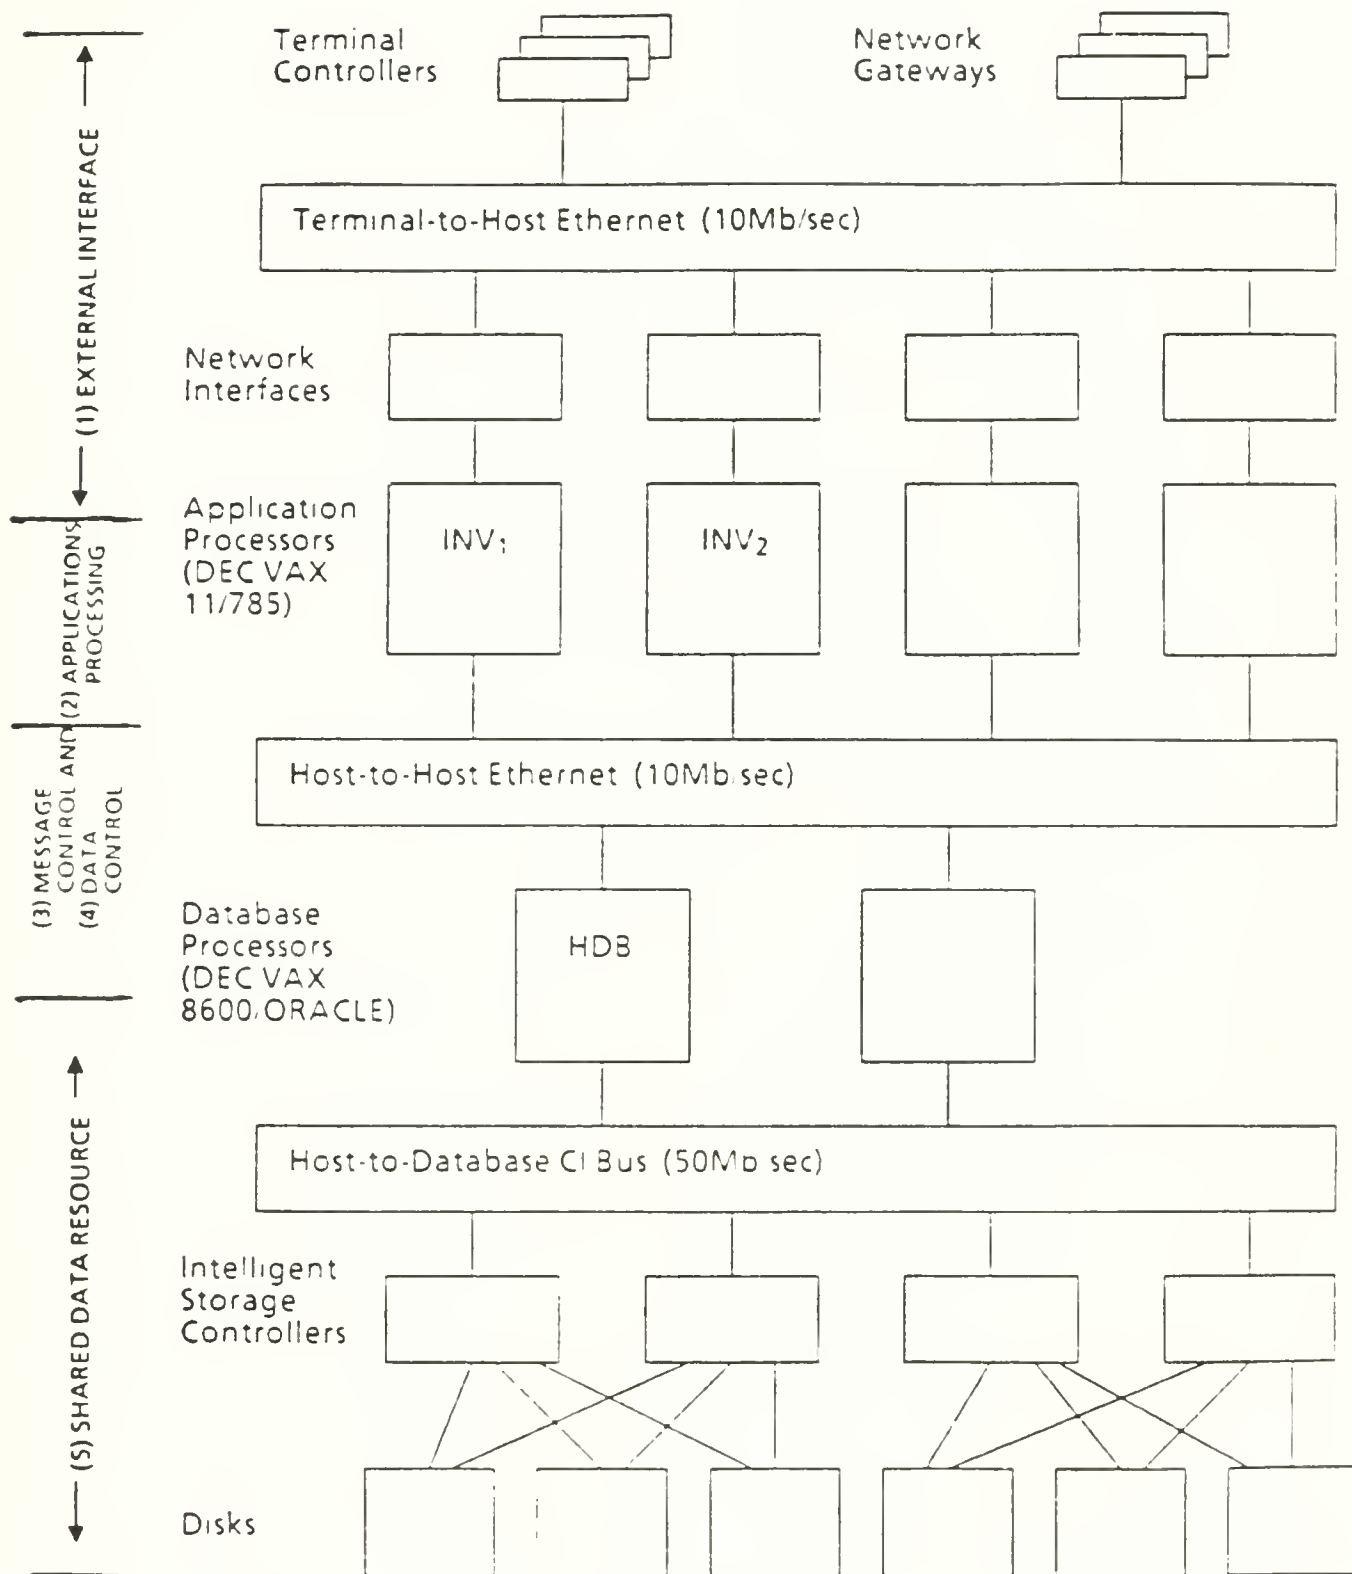 Terminal
Controllers
Network
Gateways
Terminal-to-Host Ethernet (10Mb/sec)
(1) EXTERNAL INTERFACE
Network
Interfaces
Application
Processors
(DEC VAX
11/785)
INV₁
INV₂
(2) APPLICATIONS
PROCESSING
Host-to-Host Ethernet (10Mb/sec)
(3) MESSAGE
CONTROL AND
(4) DATA
CONTROL
Database
Processors
(DEC VAX
8600/ORACLE)
HDB
Host-to-Database CI Bus (50Mb/sec)
(5) SHARED DATA RESOURCE
Intelligent
Storage
Controllers
Disks